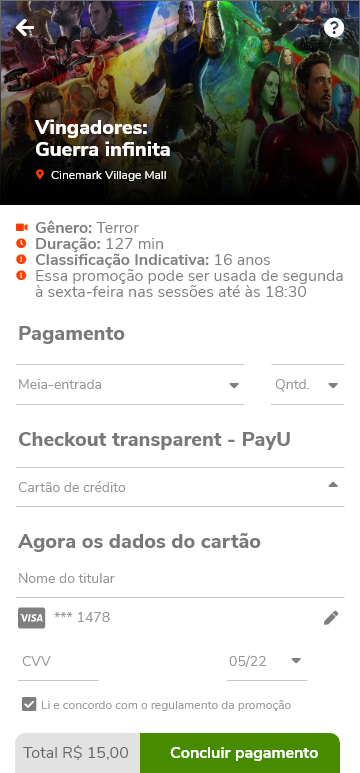 Vingadores:
Guerra infinita
Cinemark Village Mall
Gênero: Terror
Duração: 127 min
Classificação Indicativa: 16 anos
Essa promoção pode ser usada de segunda
à sexta-feira nas sessões até às 18:30
Pagamento
Meia-entrada
Qntd.
Checkout transparent - PayU
Cartão de crédito
Agora os dados do cartão
Nome do titular
VISA *** 1478
CVV
05/22
Li e concordo com o regulamento da promoção
Total R$ 15,00
Concluir pagamento